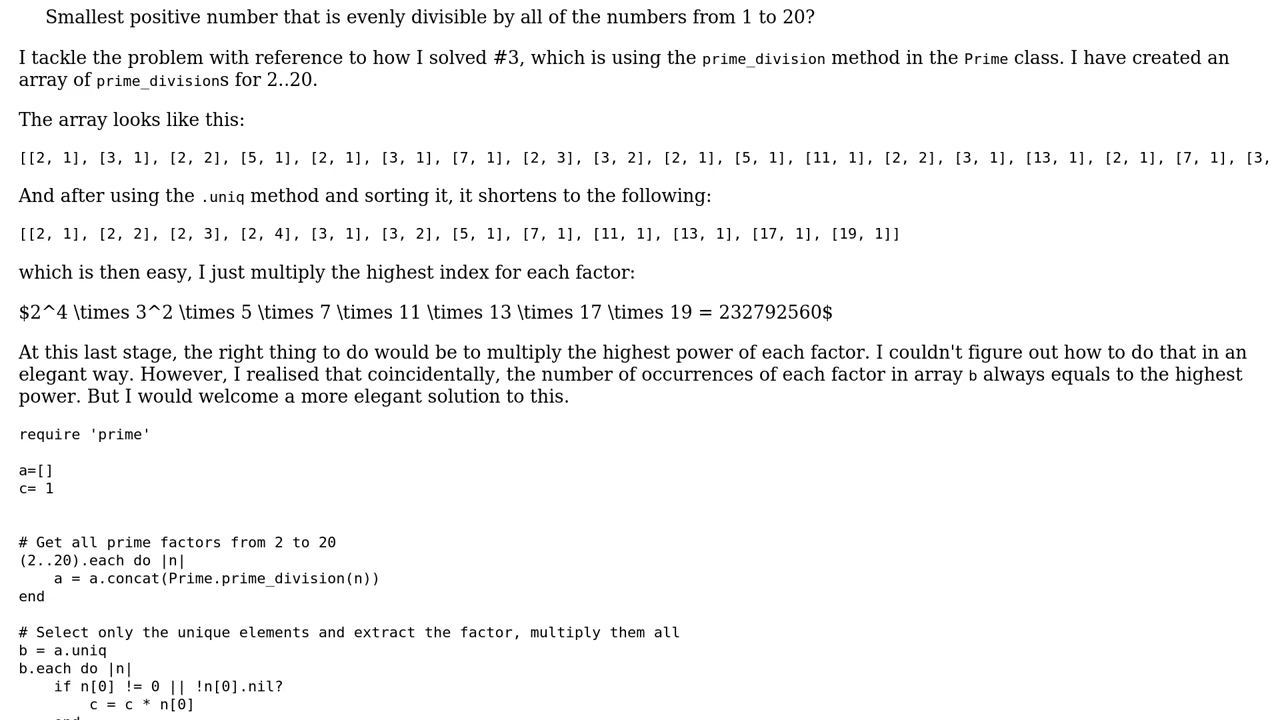 Smallest positive number that is evenly divisible by all of the numbers from 1 to 20?
I tackle the problem with reference to how I solved #3, which is using the prime_division method in the Prime class. I have created an
array of prime_divisions for 2..20.
The array looks like this:
[[2, 1], [3, 1], [2, 2], [5, 1], [2, 1], [3, 1], [7, 1], [2, 3], [3, 2], [2, 1], [5, 1], [11, 1], [2, 2], [3, 1], [13, 1], [2, 1], [7, 1], [3,
And after using the .uniq method and sorting it, it shortens to the following:
[[2, 1], [2, 2], [2, 3], [2, 4], [3, 1], [3, 2], [5, 1], [7, 1], [11, 1], [13, 1], [17, 1], [19, 1]]
which is then easy, I just multiply the highest index for each factor:
$2^4 \times 3^2 \times 5 \times 7 \times 11 \times 13 \times 17 \times 19 = 232792560$
At this last stage, the right thing to do would be to multiply the highest power of each factor. I couldn't figure out how to do that in an
elegant way. However, I realised that coincidentally, the number of occurrences of each factor in array b always equals to the highest
power. But I would welcome a more elegant solution to this.
require 'prime'
a=[]
c= 1
# Get all prime factors from 2 to 20
(2..20).each do |n|
    a = a.concat(Prime.prime_division(n))
end
# Select only the unique elements and extract the factor, multiply them all
b = a.uniq
b.each do |n|
    if n[0] != 0 || !n[0].nil?
        c = c * n[0]
    end